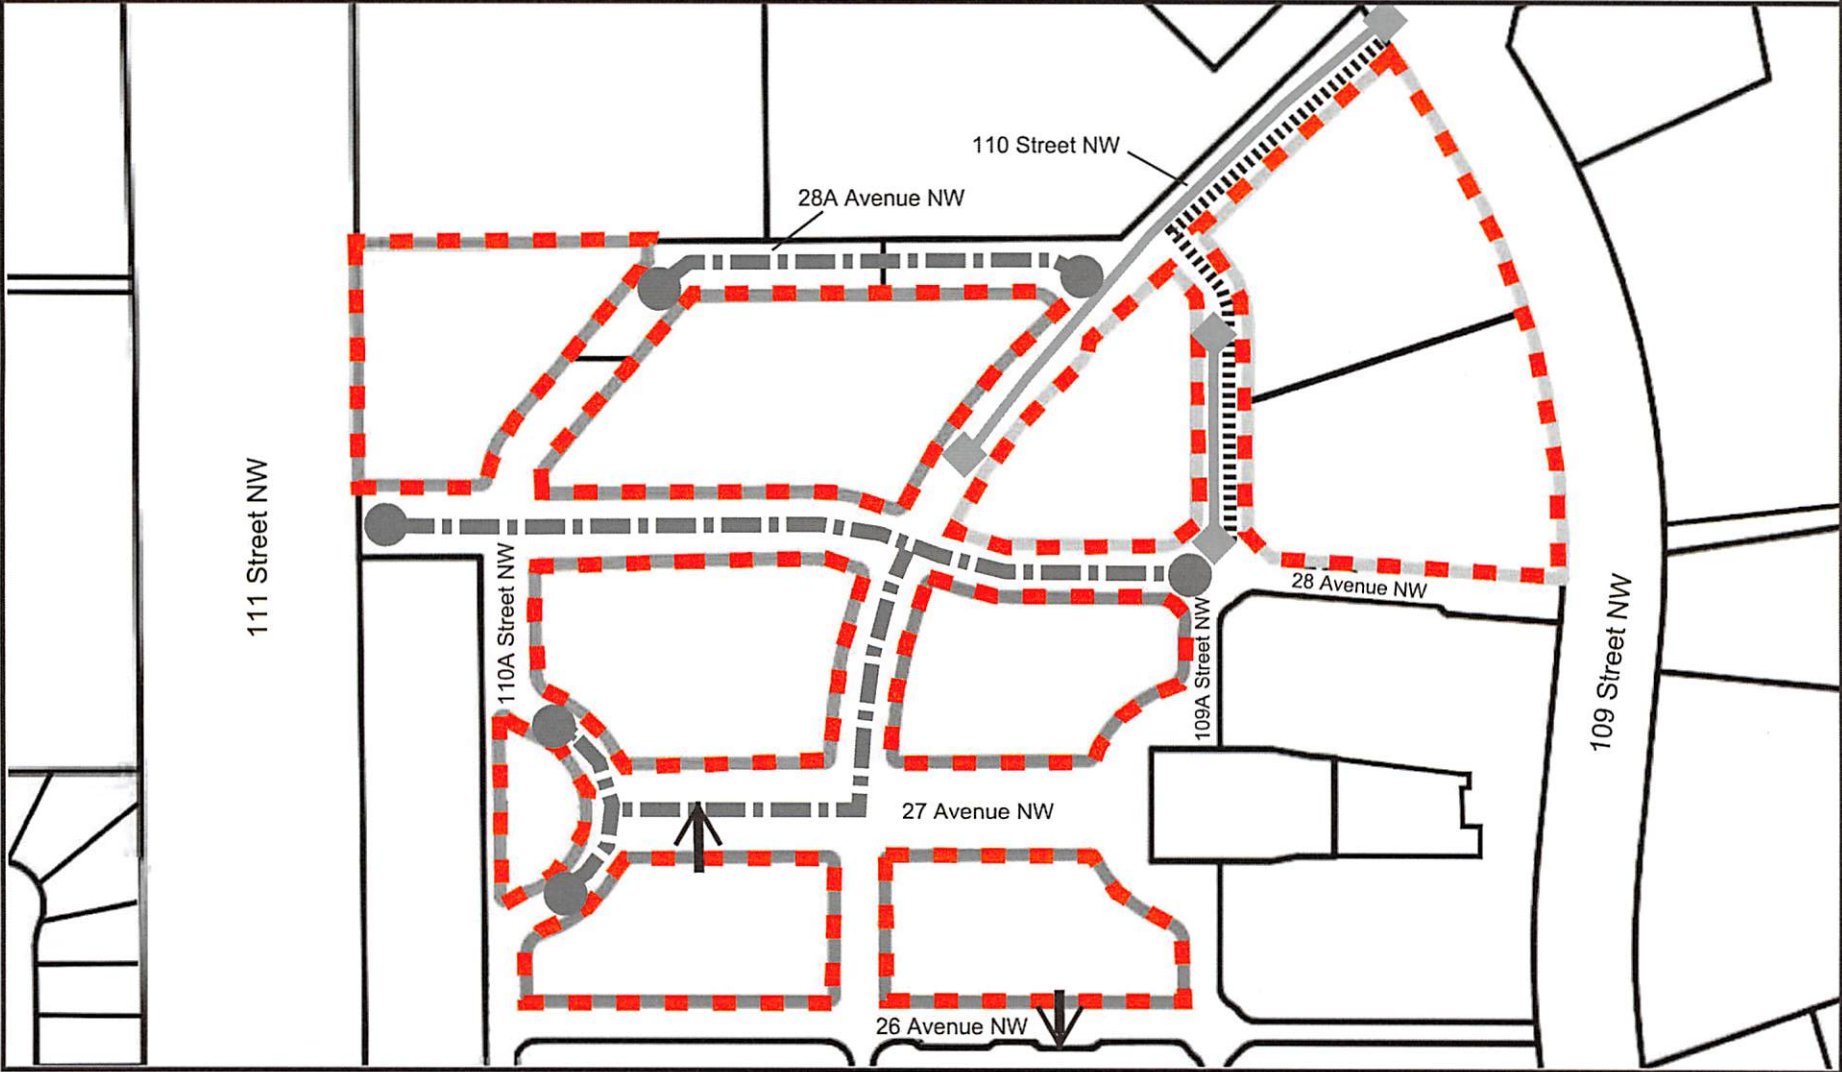 110 Street NW
28A Avenue NW
111 Street NW
110A Street NW
28 Avenue NW
109A Street NW
109 Street NW
27 Avenue NW
26 Avenue NW